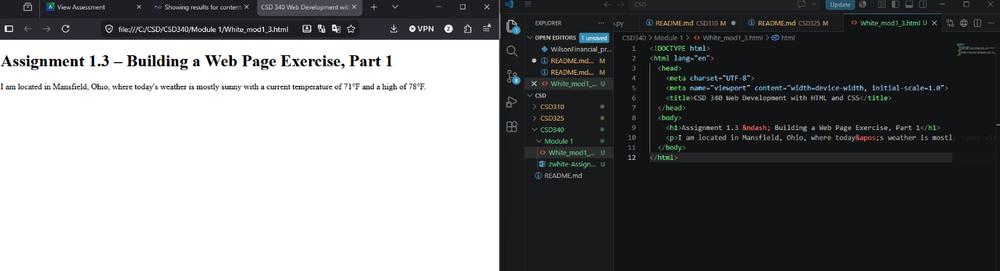 View Assessment
Showing results for content
CSD 340 Web Development wit
file:///C:/CSD/CSD340/Module 1/White_mod1_3.html
VPN
Z
Assignment 1.3 – Building a Web Page Exercise, Part 1
I am located in Mansfield, Ohio, where today's weather is mostly sunny with a current temperature of 71°F and a high of 78°F.
CSD
Update
EXPLORER
OPEN EDITORS 1 unsaved
WilsonFinancial_pr...
README.md... M
README.md... M
White_mod1_... U
CSD
CSD310
CSD325
CSD340
Module 1
White_mod1_... U
zwhite-Assign... U
README.md
1
8
.py
README.md CSD310 M
README.md CSD325 M
White_mod1_3.html U
CSD340 > Module 1 > White_mod1_3.html > html
1 <!DOCTYPE html>
2 <html lang="en">
3 <head>
4 <meta charset="UTF-8">
5 <meta name="viewport" content="width=device-width, initial-scale=1.0">
6 <title>CSD 340 Web Development with HTML and CSS</title>
7 </head>
8 <body>
9 <h1>Assignment 1.3 &ndash; Building a Web Page Exercise, Part 1</h1>
10 <p>I am located in Mansfield, Ohio, where today&apos;s weather is mostly sunny wit
11 </body>
12 </html>